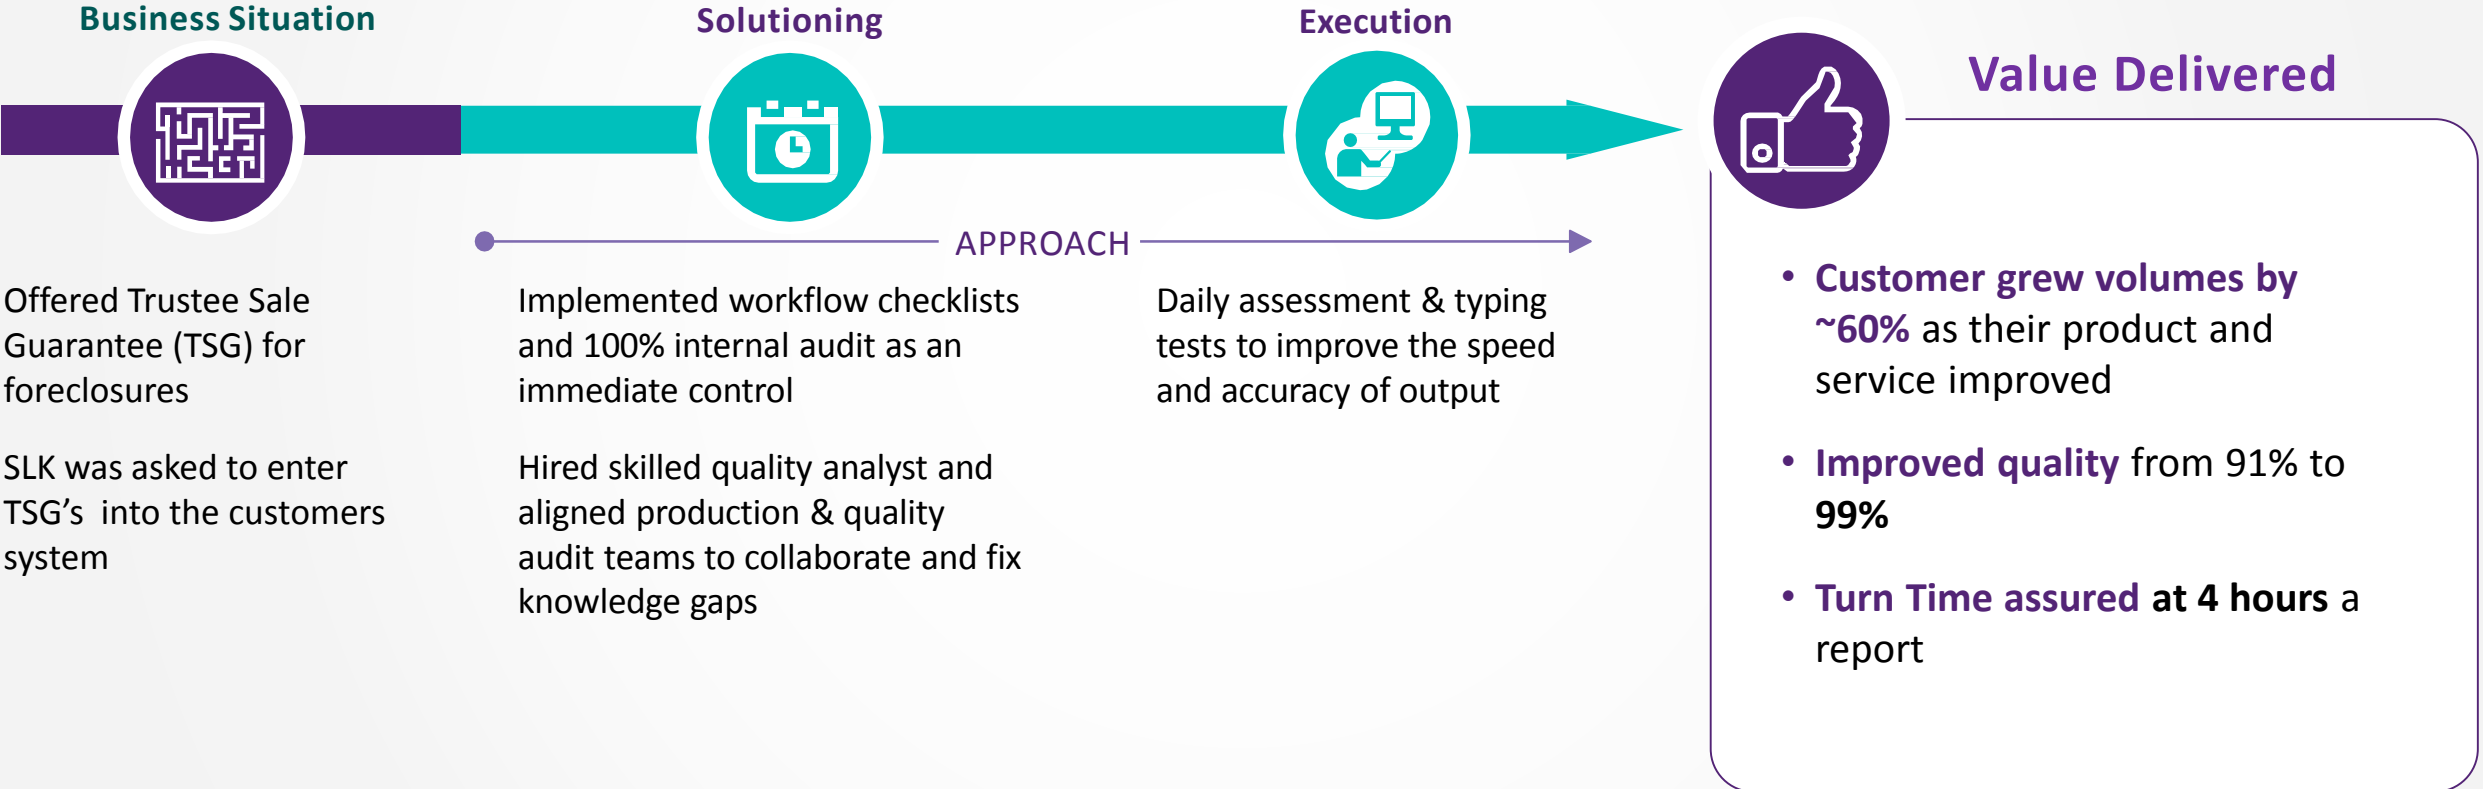 Business Situation
Solutioning
Execution
Value Delivered
APPROACH
Offered Trustee Sale
Guarantee (TSG) for
foreclosures
SLK was asked to enter
TSG’s  into the customers
system
Implemented workflow checklists
and 100% internal audit as an
immediate control
Hired skilled quality analyst and
aligned production & quality
audit teams to collaborate and fix
knowledge gaps
Daily assessment & typing
tests to improve the speed
and accuracy of output
• Customer grew volumes by
~60% as their product and
service improved
• Improved quality from 91% to
99%
• Turn Time assured at 4 hours a
report